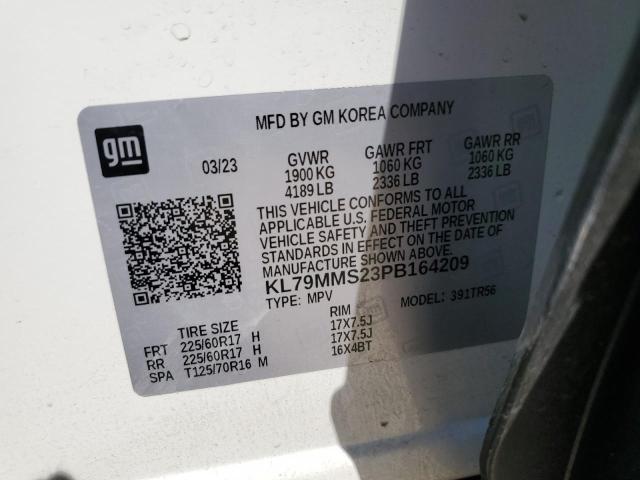 MFD BY GM KOREA COMPANY
gm
03/23
GVWR GAWR FRT GAWR RR
1900 KG 1060 KG 1060 KG
4189 LB 2336 LB 2336 LB
THIS VEHICLE CONFORMS TO ALL
APPLICABLE U.S. FEDERAL MOTOR
VEHICLE SAFETY AND THEFT PREVENTION
STANDARDS IN EFFECT ON THE DATE OF
MANUFACTURE SHOWN ABOVE.
KL79MMS23PB164209
TYPE: MPV MODEL: 391TR56
TIRE SIZE RIM
FRT 225/60R17 H 17X7.5J
RR 225/60R17 H 17X7.5J
SPA T125/70R16 M 16X4BT